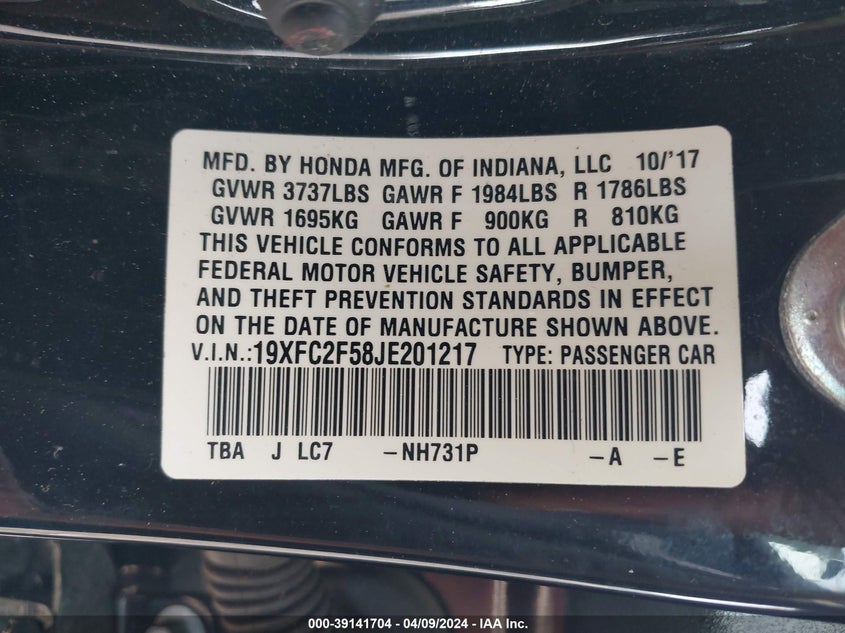 MFD. BY HONDA MFG. OF INDIANA, LLC 10/'17
GVWR 3737LBS GAWR F 1984LBS R 1786LBS
GVWR 1695KG GAWR F 900KG R 810KG
THIS VEHICLE CONFORMS TO ALL APPLICABLE
FEDERAL MOTOR VEHICLE SAFETY, BUMPER,
AND THEFT PREVENTION STANDARDS IN EFFECT
ON THE DATE OF MANUFACTURE SHOWN ABOVE.
V.I.N.:19XFC2F58JE201217 TYPE: PASSENGER CAR
TBA J LC7 -NH731P -A -E
000-39141704 - 04/09/2024 - IAA Inc.